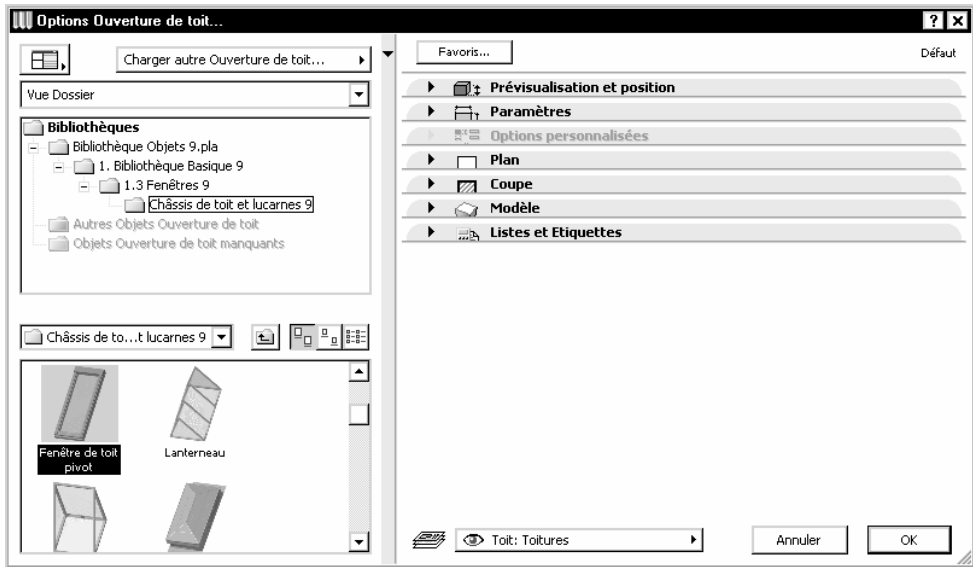 Options Ouverture de toit...
Charger autre Ouverture de toit...
Vue Dossier
Bibliothèques
Bibliothèque Objets 9.pla
1. Bibliothèque Basique 9
1.3 Fenêtres 9
Châssis de toit et lucarnes 9
Autres Objets Ouverture de toit
Objets Ouverture de toit manquants
Châssis de to...t lucarnes 9
Fenêtre de toit
pivot
Lanterneau
Favoris...
Défaut
Prévisualisation et position
Paramètres
Options personnalisées
Plan
Coupe
Modèle
Listes et Etiquettes
Toit: Toitures
Annuler
OK